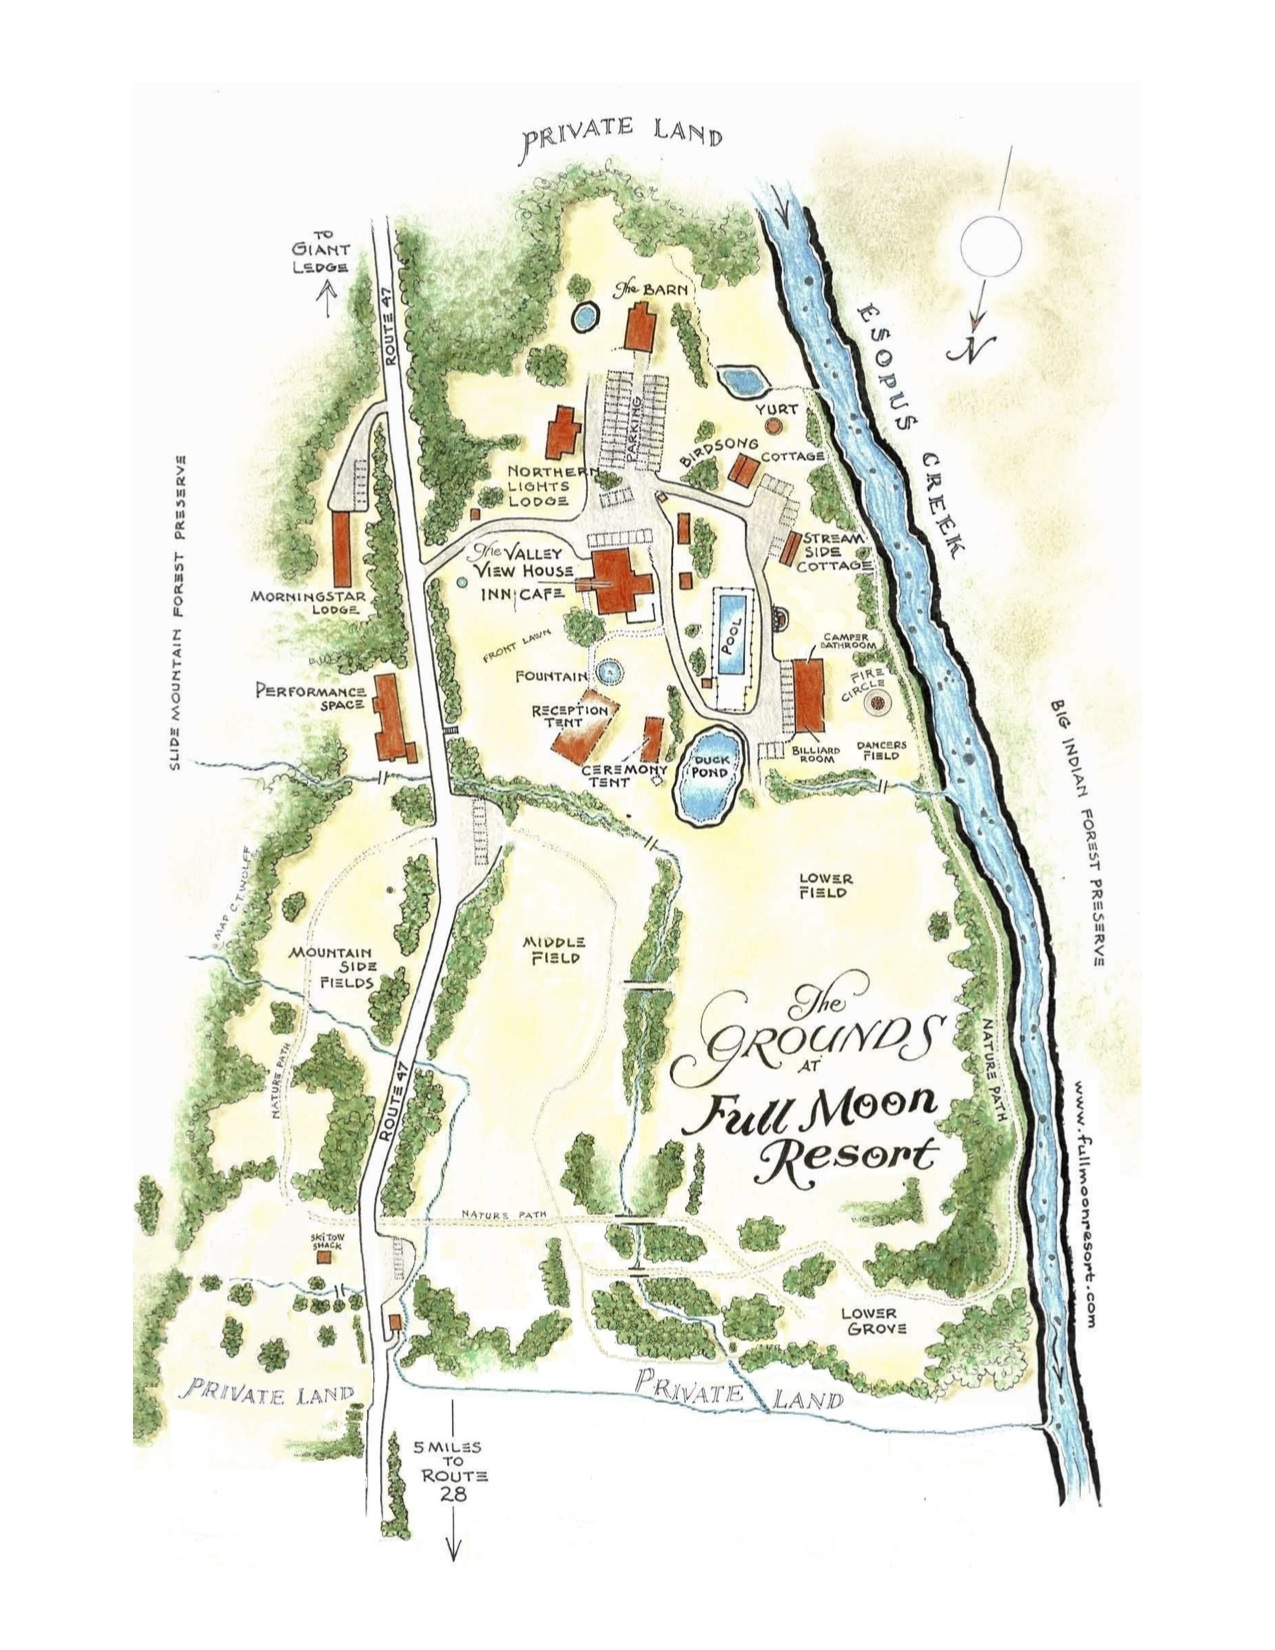 PRIVATE LAND
TO
GIANT
LEDGE
ROUTE 47
The BARN
ESOPUS CREEK
N
PARKING
YURT
BIRDSONG
COTTAGE
NORTHERN
LIGHTS
LODGE
SLIDE MOUNTAIN FOREST PRESERVE
The VALLEY
VIEW HOUSE
INN CAFE
STREAM
SIDE
COTTAGE
MORNINGSTAR
LODGE
POOL
FRONT LAWN
CAMPER
BATHROOM
FOUNTAIN
FIRE
CIRCLE
PERFORMANCE
SPACE
RECEPTION
TENT
CEREMONY
TENT
DUCK
POND
BILLIARD
ROOM
DANCERS
FIELD
BIG INDIAN FOREST PRESERVE
LOWER
FIELD
MAP C.T. WOLFF
MIDDLE
FIELD
MOUNTAIN
SIDE
FIELDS
The
GROUNDS
AT
Full Moon
Resort
NATURE PATH
NATURE PATH
ROUTE 47
www.fullmoonresort.com
NATURE PATH
SKI TOW
SHACK
LOWER
GROVE
PRIVATE LAND
PRIVATE LAND
5 MILES
TO
ROUTE
28